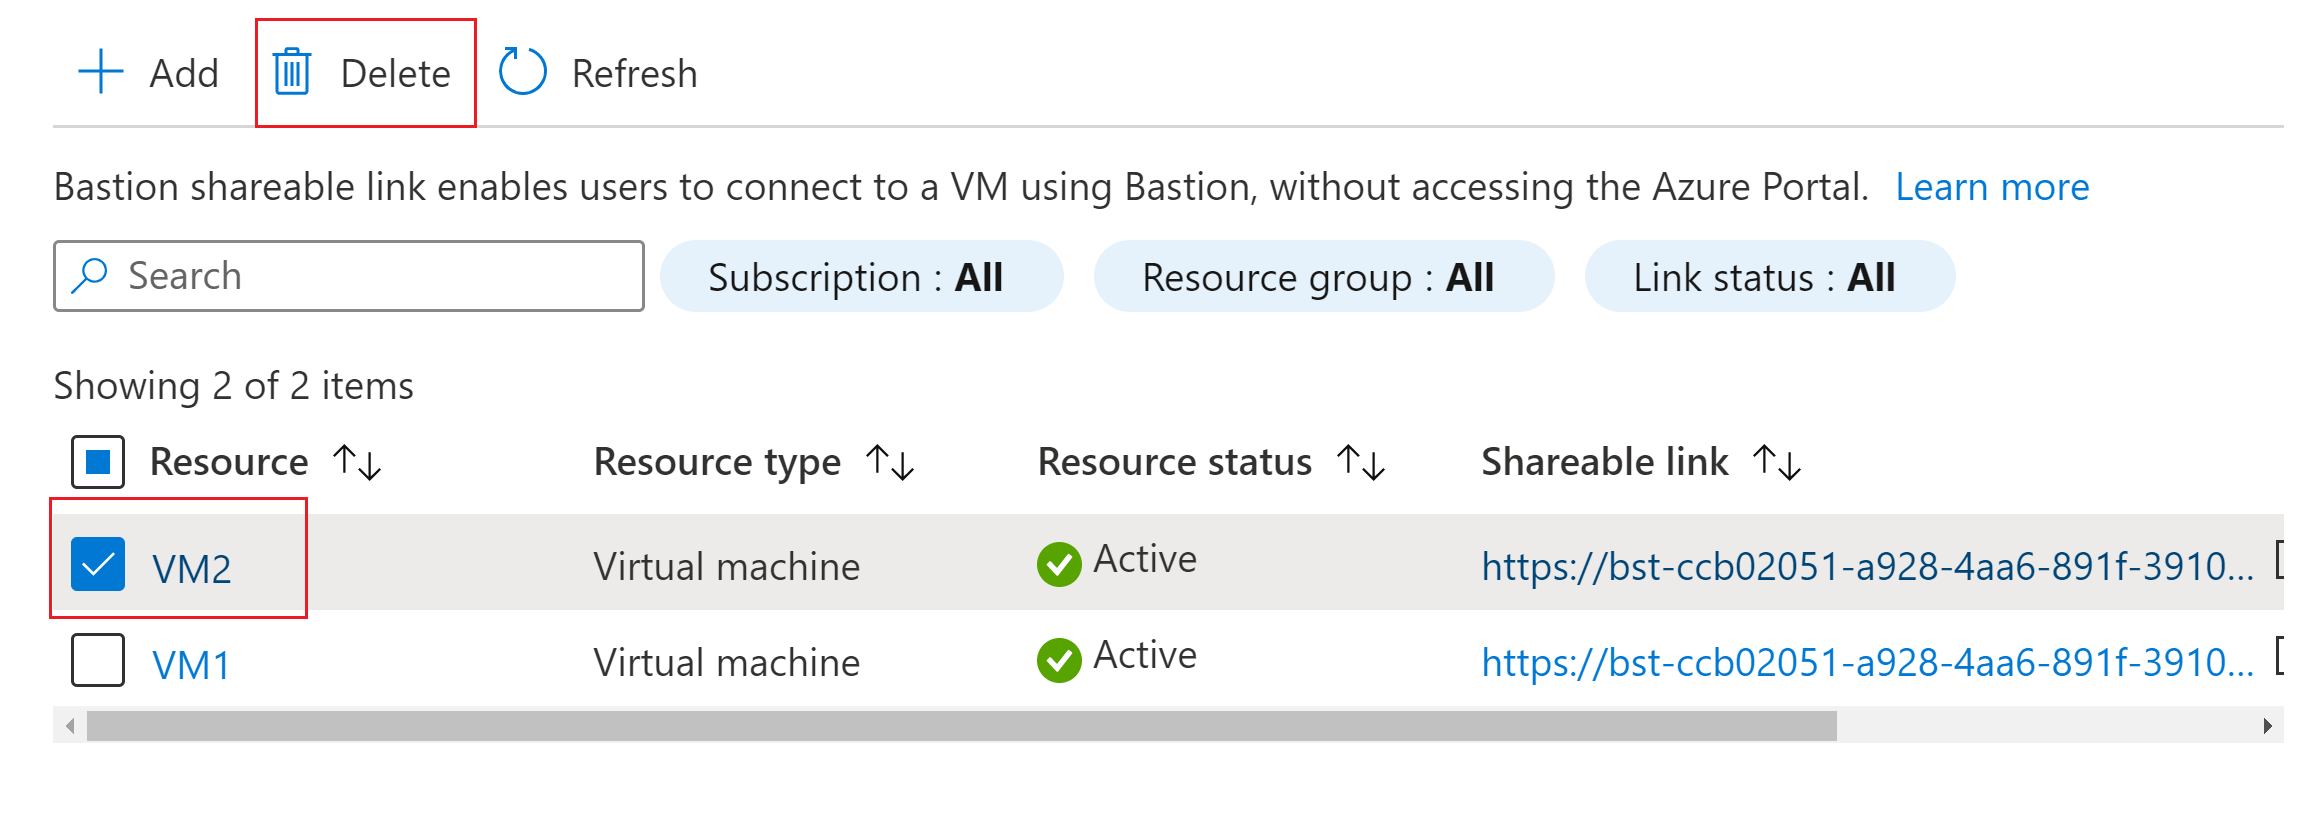 Add Delete Refresh
Bastion shareable link enables users to connect to a VM using Bastion, without accessing the Azure Portal. Learn more
Search Subscription : All Resource group : All Link status : All
Showing 2 of 2 items
Resource Resource type Resource status Shareable link
VM2 Virtual machine Active https://bst-ccb02051-a928-4aa6-891f-3910...
VM1 Virtual machine Active https://bst-ccb02051-a928-4aa6-891f-3910...